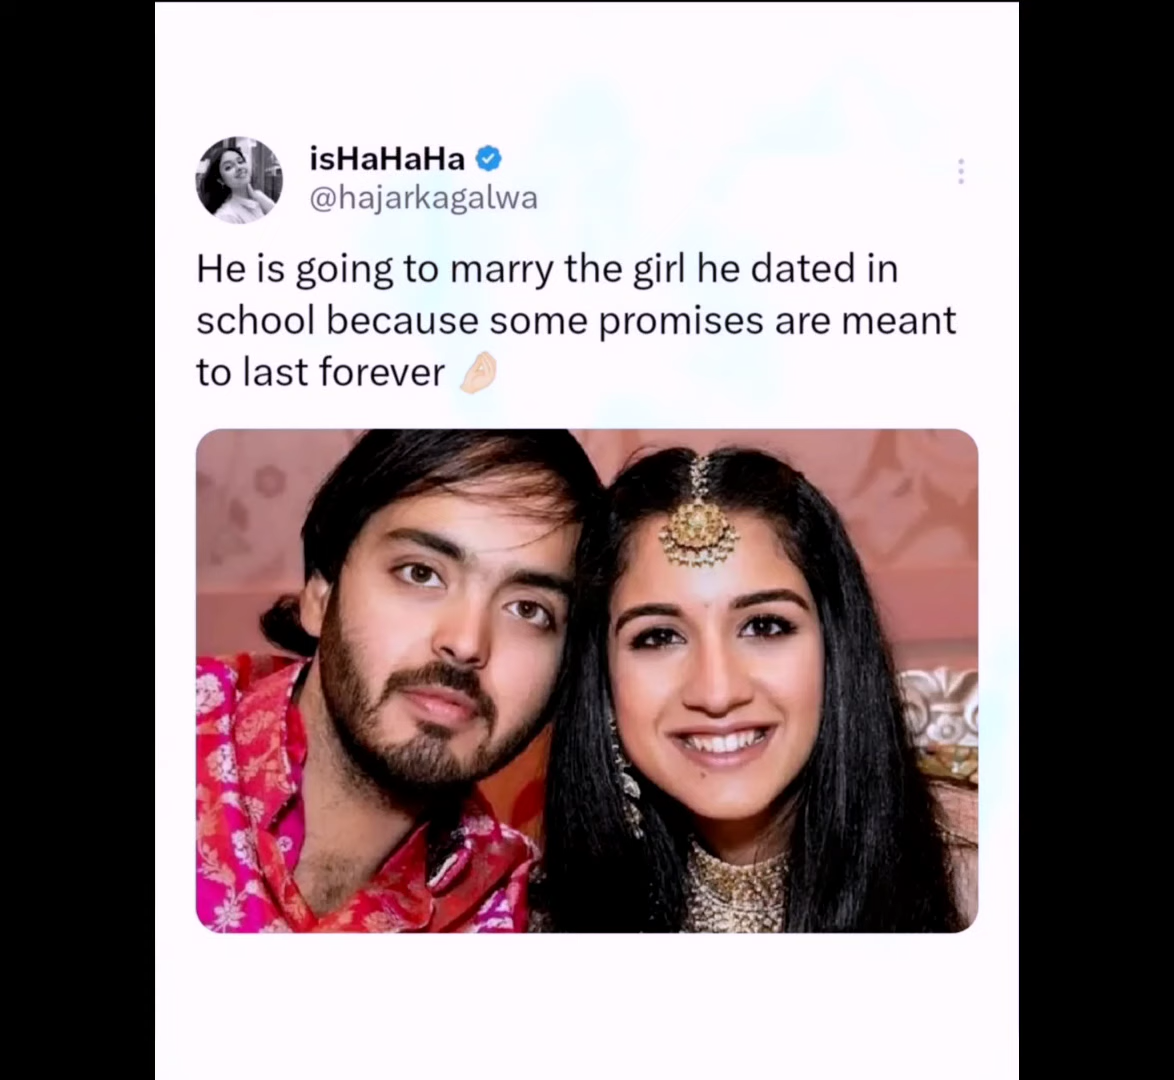 isHaHaHa
@hajarkagalwa
He is going to marry the girl he dated in
school because some promises are meant
to last forever 🤌🏻